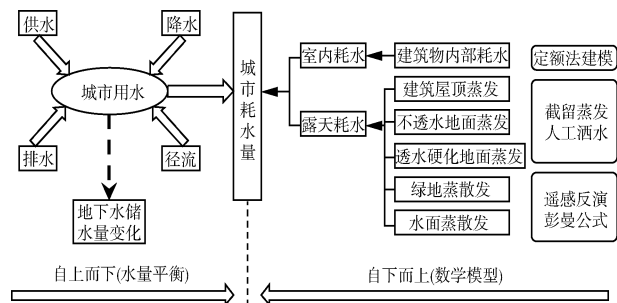 供水
降水
城市用水
排水
径流
地下水储
水量变化
城市耗水量
室内耗水
露天耗水
建筑物内部耗水
建筑屋顶蒸发
不透水地面蒸发
透水硬化地面蒸发
绿地蒸散发
水面蒸散发
定额法建模
截留蒸发
人工洒水
遥感反演
彭曼公式
自上而下(水量平衡)
自下而上(数学模型)